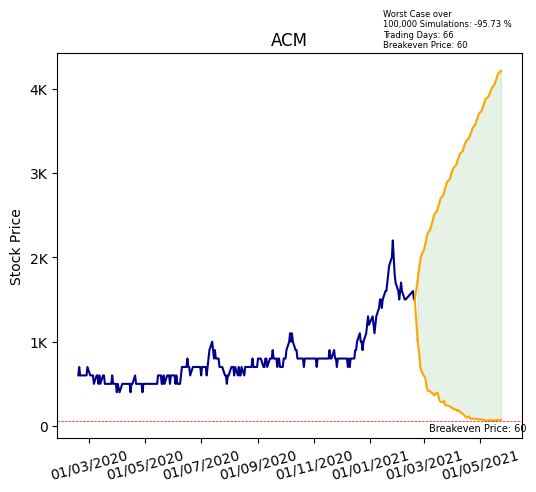 Worst Case over
100,000 Simulations: -95.73 %
Trading Days: 66
Breakeven Price: 60
ACM
Stock Price
4K
3K
2K
1K
0
Breakeven Price: 60
01/03/2020 01/05/2020 01/07/2020 01/09/2020 01/11/2020 01/01/2021 01/03/2021 01/05/2021